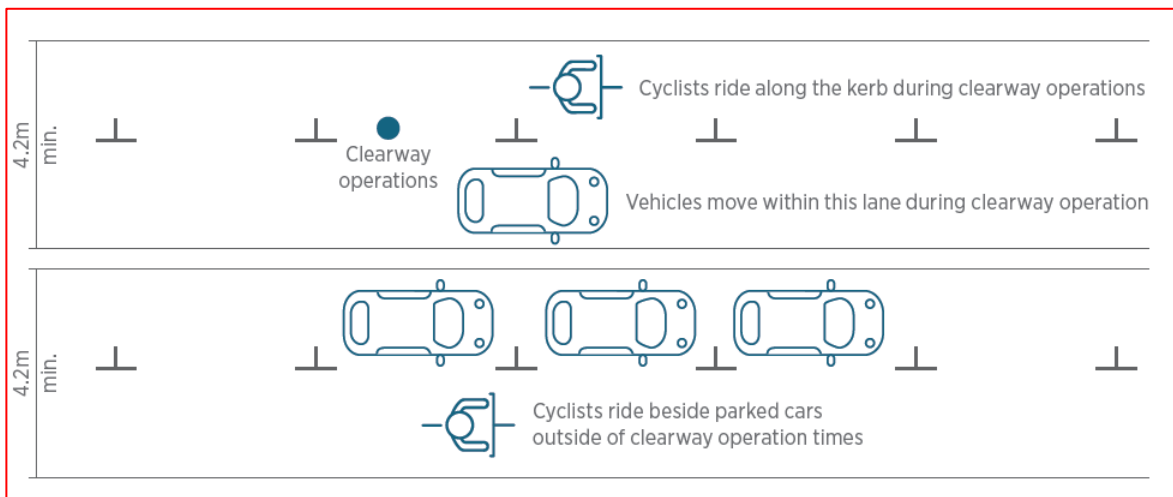 4.2m
min.
Cyclists ride along the kerb during clearway operations
Clearway
operations
Vehicles move within this lane during clearway operation
4.2m
min.
Cyclists ride beside parked cars
outside of clearway operation times